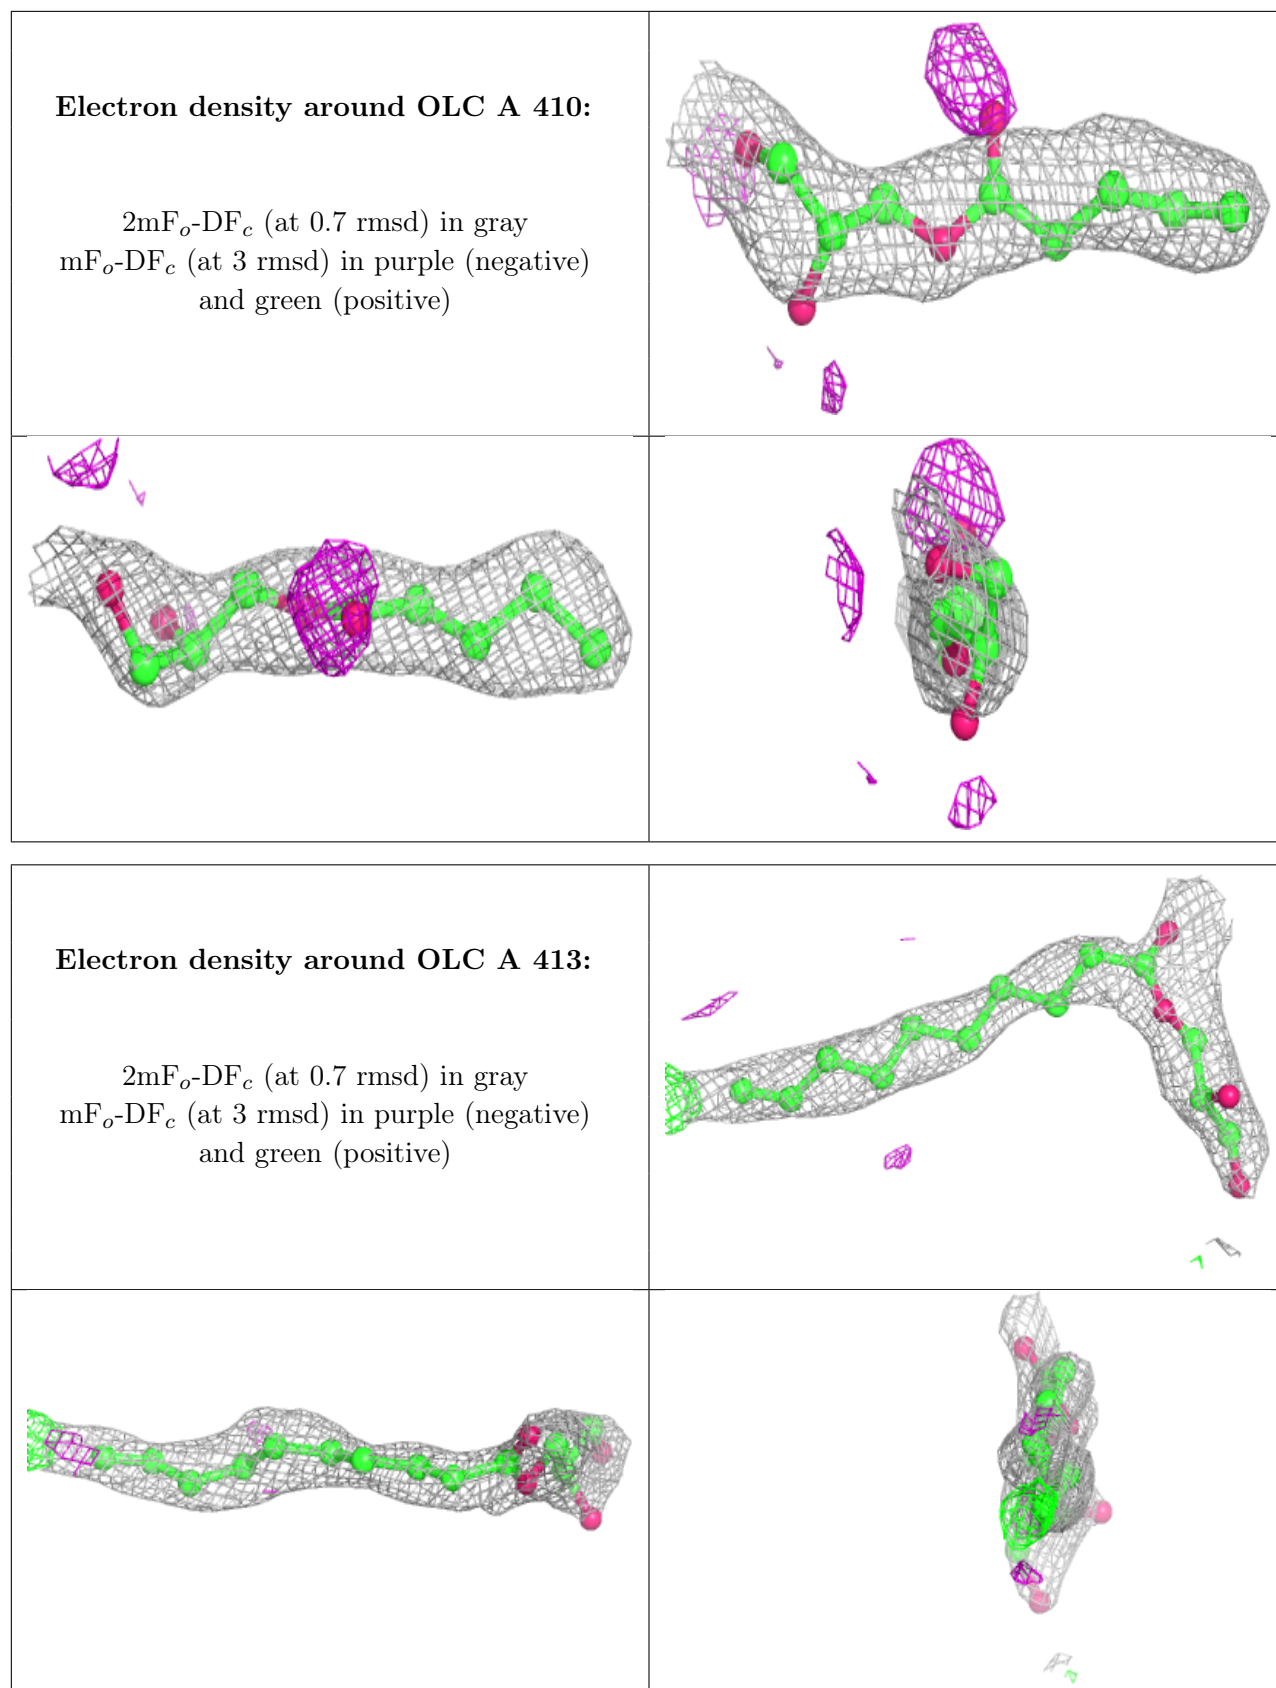 Electron density around OLC A 410:
2mFo-DFc (at 0.7 rmsd) in gray
mFo-DFc (at 3 rmsd) in purple (negative)
and green (positive)
Electron density around OLC A 413:
2mFo-DFc (at 0.7 rmsd) in gray
mFo-DFc (at 3 rmsd) in purple (negative)
and green (positive)